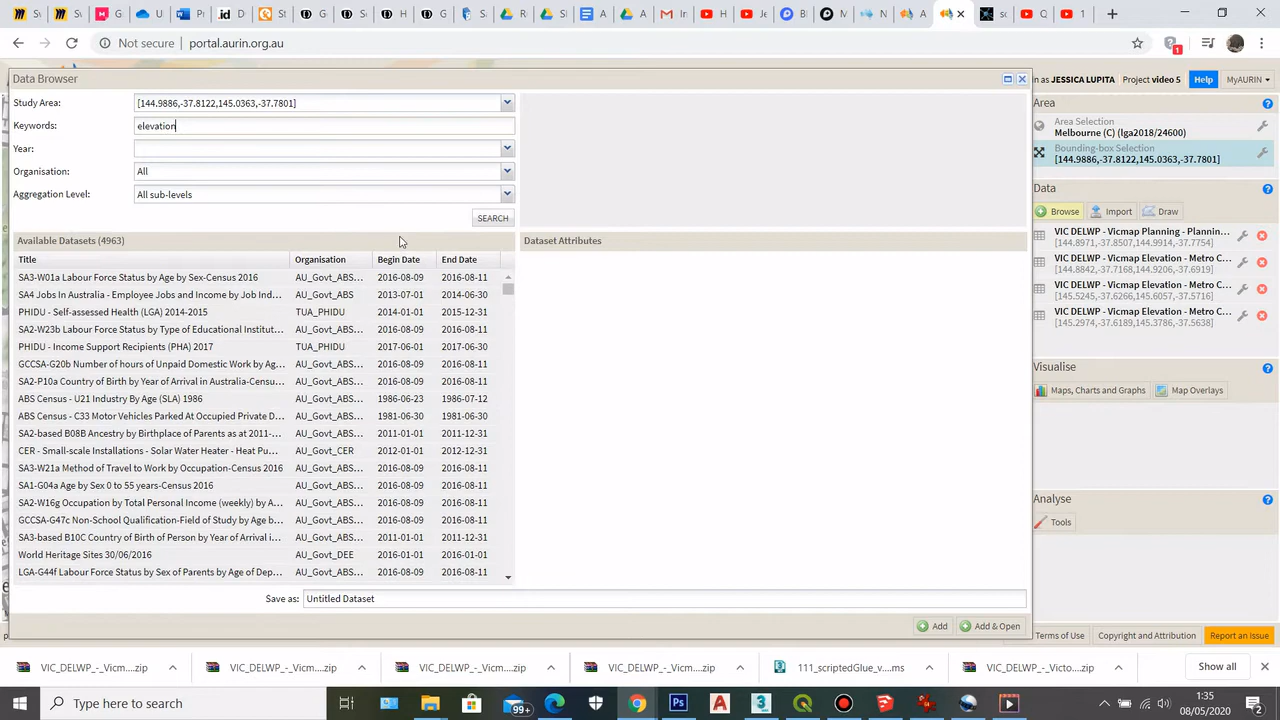 .id
D
Q
St
(
(
H
(
G
S
R
D
A
A
In
H
Je
M
N
A
A
sc
C
1
Not secure
portal.aurin.org.au
1
Data Browser
n as JESSICA LUPITA
Project video 5
Help
MyAURIN
Study Area:
[144.9886,-37.8122,145.0363,-37.7801]
Keywords:
elevation
Year:
Organisation:
All
Aggregation Level:
All sub-levels
SEARCH
Available Datasets (4963)
Dataset Attributes
Title Organisation Begin Date End Date
SA3-W01a Labour Force Status by Age by Sex-Census 2016 AU_Govt_ABS... 2016-08-09 2016-08-11
SA4 Jobs In Australia - Employee Jobs and Income by Job Ind... AU_Govt_ABS 2013-07-01 2014-06-30
PHIDU - Self-assessed Health (LGA) 2014-2015 TUA_PHIDU 2014-01-01 2015-12-31
SA2-W23b Labour Force Status by Type of Educational Institut... AU_Govt_ABS... 2016-08-09 2016-08-11
PHIDU - Income Support Recipients (PHA) 2017 TUA_PHIDU 2017-06-01 2017-06-30
GCCSA-G20b Number of hours of Unpaid Domestic Work by Ag... AU_Govt_ABS... 2016-08-09 2016-08-11
SA2-P10a Country of Birth by Year of Arrival in Australia-Censu... AU_Govt_ABS... 2016-08-09 2016-08-11
ABS Census - U21 Industry By Age (SLA) 1986 AU_Govt_ABS... 1986-06-23 1986-07-12
ABS Census - C33 Motor Vehicles Parked At Occupied Private D... AU_Govt_ABS... 1981-06-30 1981-06-30
SA2-based B08B Ancestry by Birthplace of Parents as at 2011-... AU_Govt_ABS... 2011-01-01 2011-12-31
CER - Small-scale Installations - Solar Water Heater - Heat Pu... AU_Govt_CER 2012-01-01 2012-12-31
SA3-W21a Method of Travel to Work by Occupation-Census 2016 AU_Govt_ABS... 2016-08-09 2016-08-11
SA1-G04a Age by Sex 0 to 55 years-Census 2016 AU_Govt_ABS... 2016-08-09 2016-08-11
SA2-W16g Occupation by Total Personal Income (weekly) by A... AU_Govt_ABS... 2016-08-09 2016-08-11
GCCSA-G47c Non-School Qualification-Field of Study by Age b... AU_Govt_ABS... 2016-08-09 2016-08-11
SA3-based B10C Country of Birth of Person by Year of Arrival i... AU_Govt_ABS... 2011-01-01 2011-12-31
World Heritage Sites 30/06/2016 AU_Govt_DEE 2016-01-01 2016-01-01
LGA-G44f Labour Force Status by Sex of Parents by Age of Dep... AU_Govt_ABS... 2016-08-09 2016-08-11
Save as:
Untitled Dataset
Add
Add & Open
Area
Area Selection
Melbourne (C) (lga2018/24600)
Bounding-box Selection
[144.9886,-37.8122,145.0363,-37.7801]
Data
Browse
Import
Draw
VIC DELWP - Vicmap Planning - Plannin...
[144.8971,-37.8507,144.9914,-37.7754]
VIC DELWP - Vicmap Elevation - Metro C...
[144.8842,-37.7168,144.9206,-37.6915]
VIC DELWP - Vicmap Elevation - Metro C...
[145.5245,-37.6266,145.6057,-37.5716]
VIC DELWP - Vicmap Elevation - Metro C...
[145.2974,-37.6189,145.3786,-37.5638]
Visualise
Maps, Charts and Graphs
Map Overlays
Analyse
Tools
Terms of Use
Copyright and Attribution
Report an Issue
VIC_DELWP_-_Vicm....zip
VIC_DELWP_-_Vicm....zip
VIC_DELWP_-_Vicm....zip
VIC_DELWP_-_Vicm....zip
111_scriptedGlue_v....ms
VIC_DELWP_-_Victo....zip
Show all
Type here to search
99+
1:35
08/05/2020
2